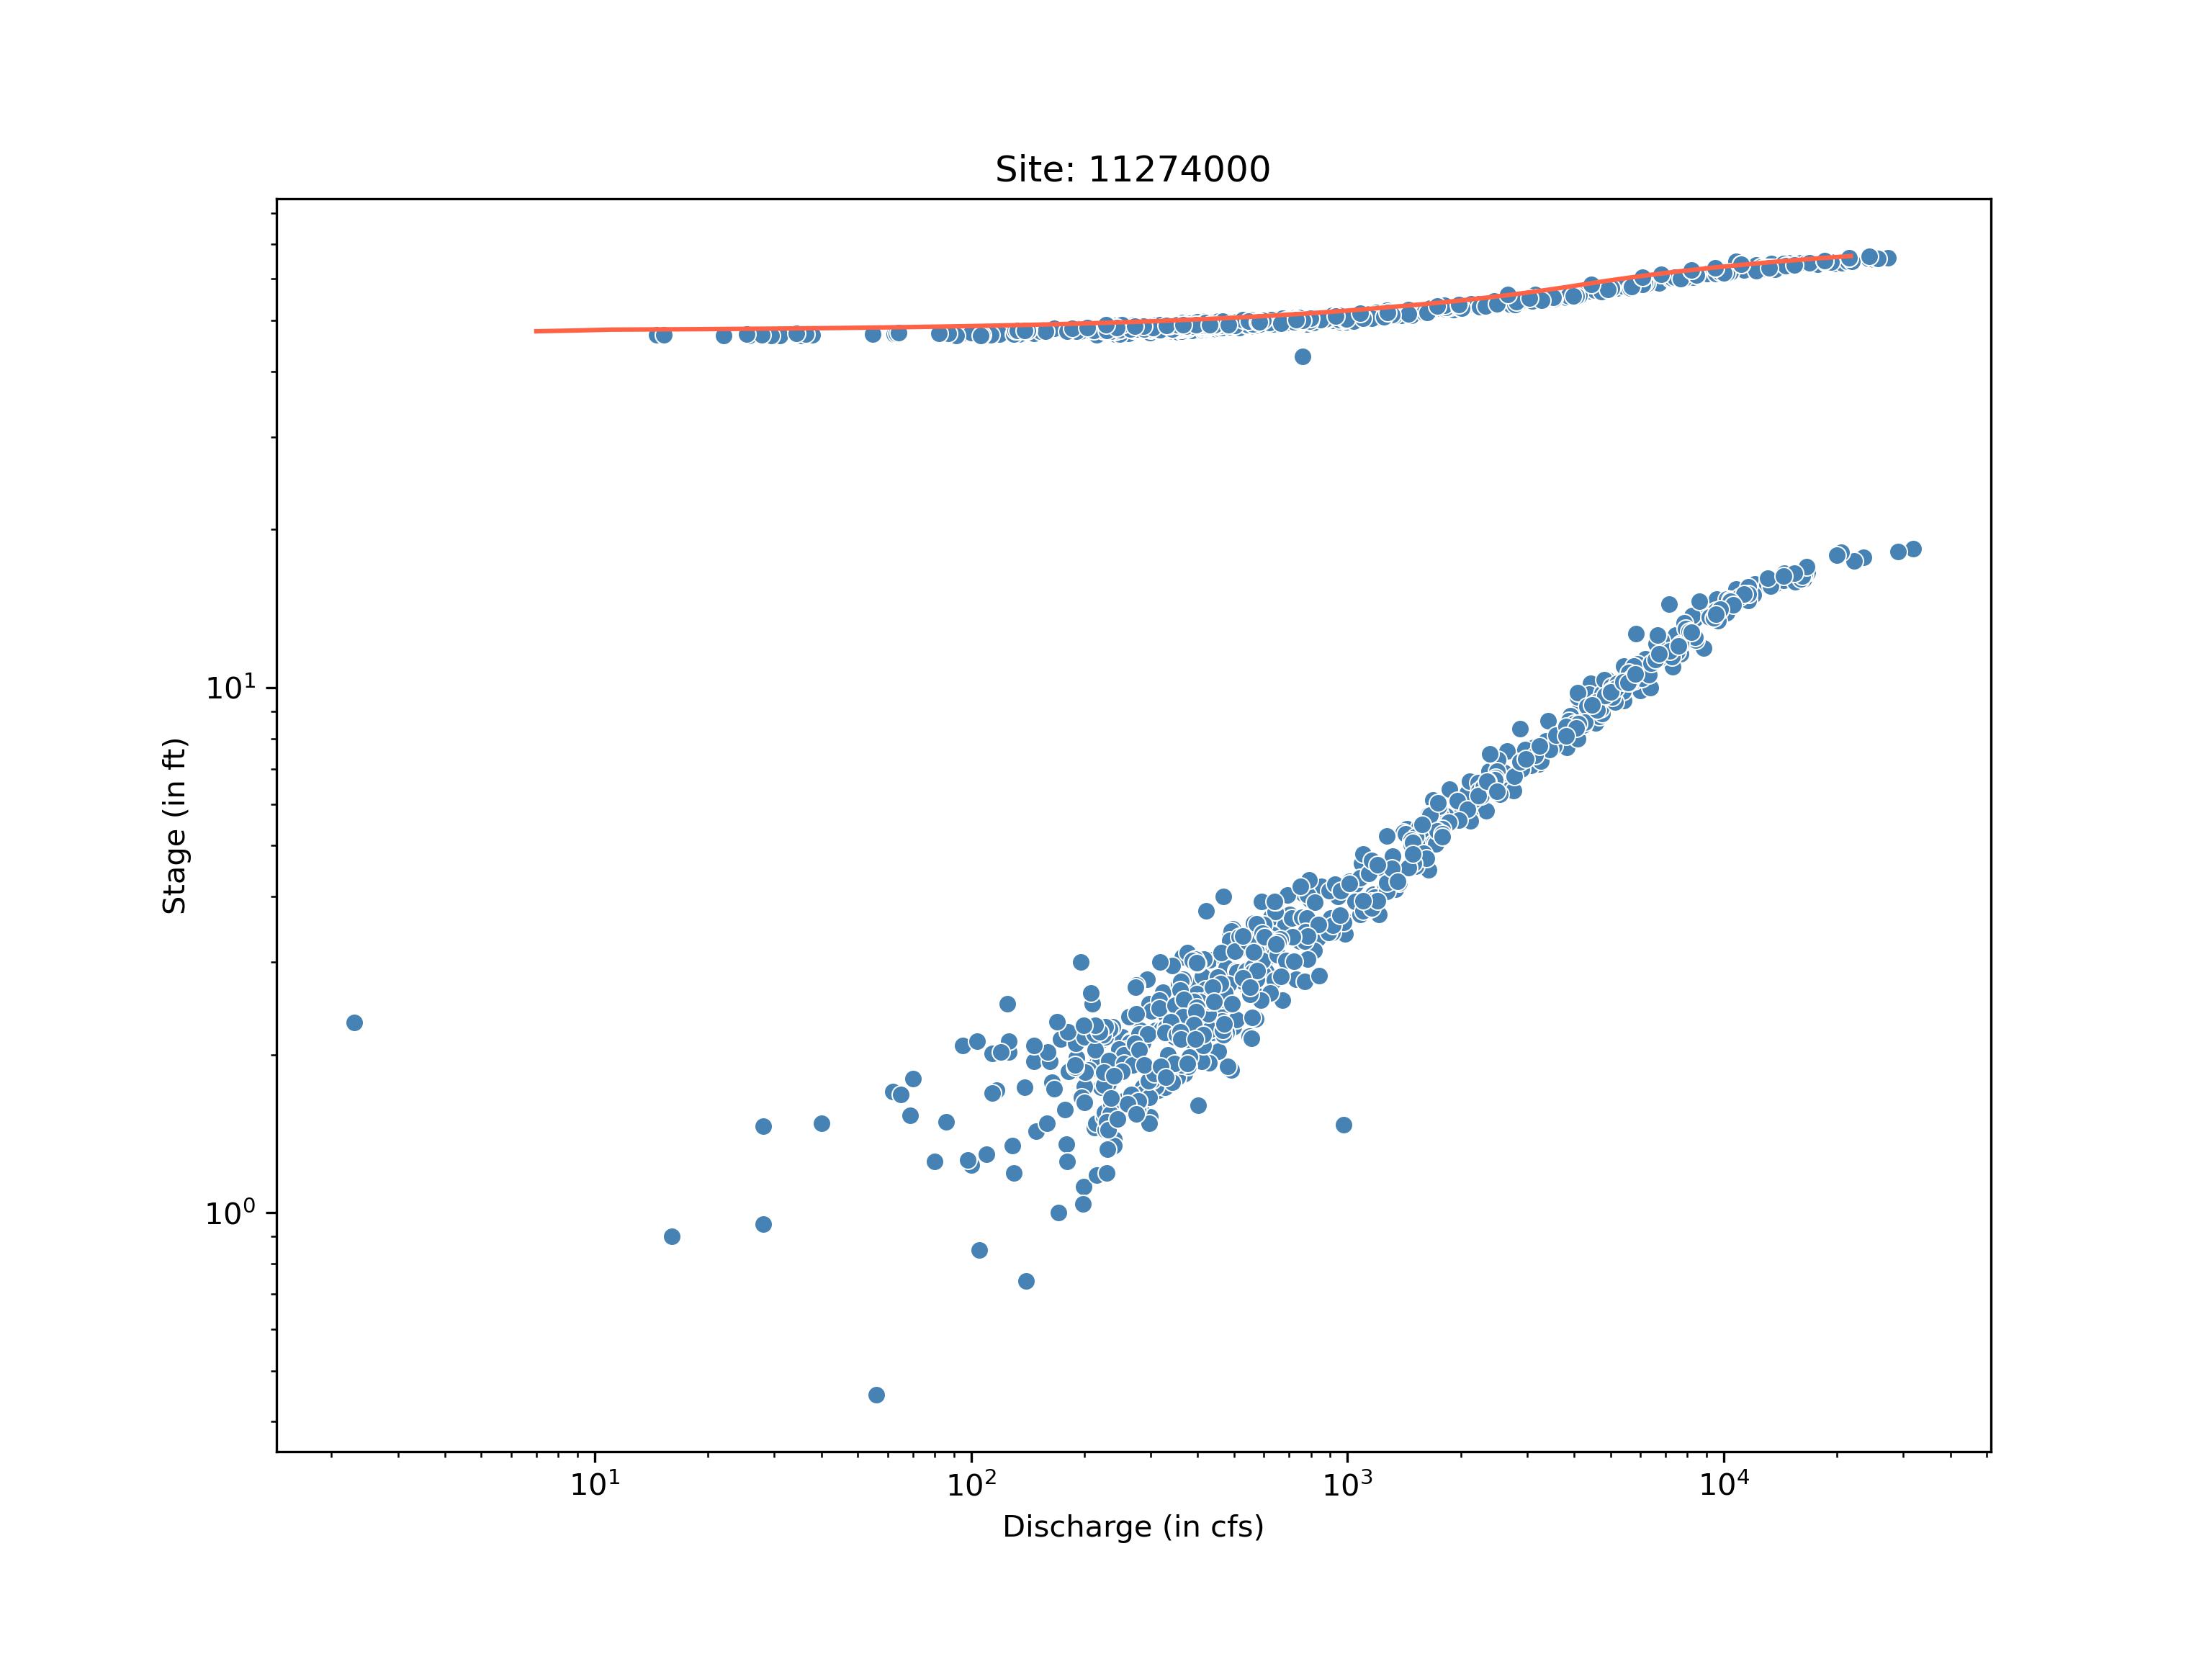 Site: 11274000
Stage (in ft)
10¹
10⁰
10¹ 10² 10³ 10⁴
Discharge (in cfs)